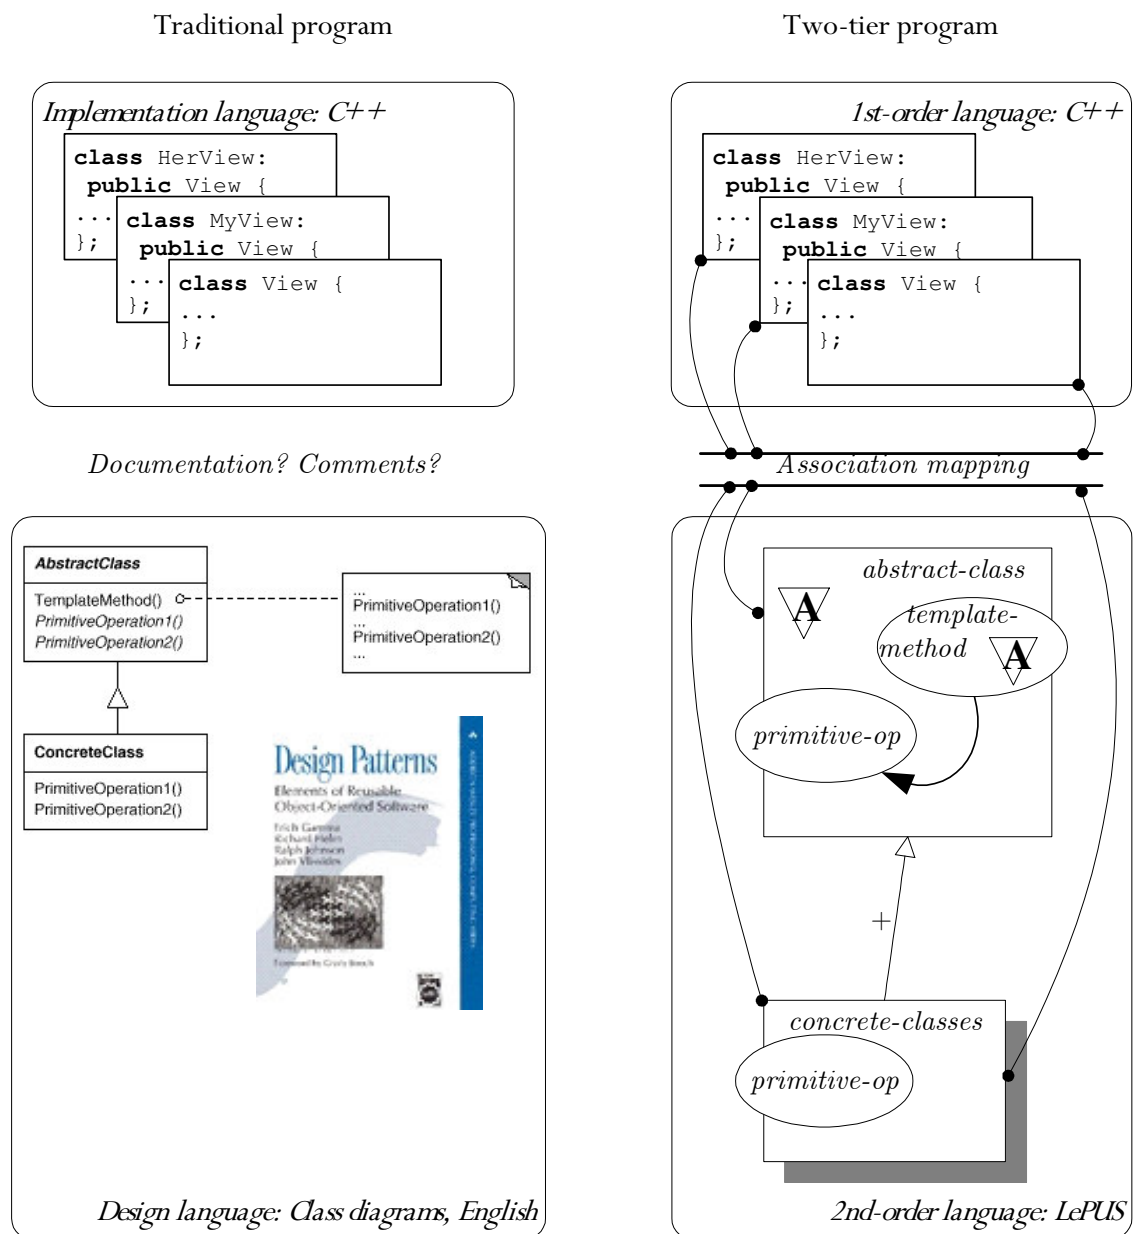 Traditional program
Implementation language: C++
class HerView:
public View {
...
};
class MyView:
public View {
...
};
class View {
...
};
Documentation? Comments?
AbstractClass
TemplateMethod()
PrimitiveOperation1()
PrimitiveOperation2()
...
PrimitiveOperation1()
...
PrimitiveOperation2()
...
ConcreteClass
PrimitiveOperation1()
PrimitiveOperation2()
Design Patterns
Elements of Reusable
Object-Oriented Software
Erich Gamma
Richard Helm
Ralph Johnson
John Vlissides
Foreword by Grady Booch
Design language: Class diagrams, English
Two-tier program
1st-order language: C++
class HerView:
public View {
...
};
class MyView:
public View {
...
};
class View {
...
};
Association mapping
abstract-class
A
template-
method
A
primitive-op
+
concrete-classes
primitive-op
2nd-order language: LePUS